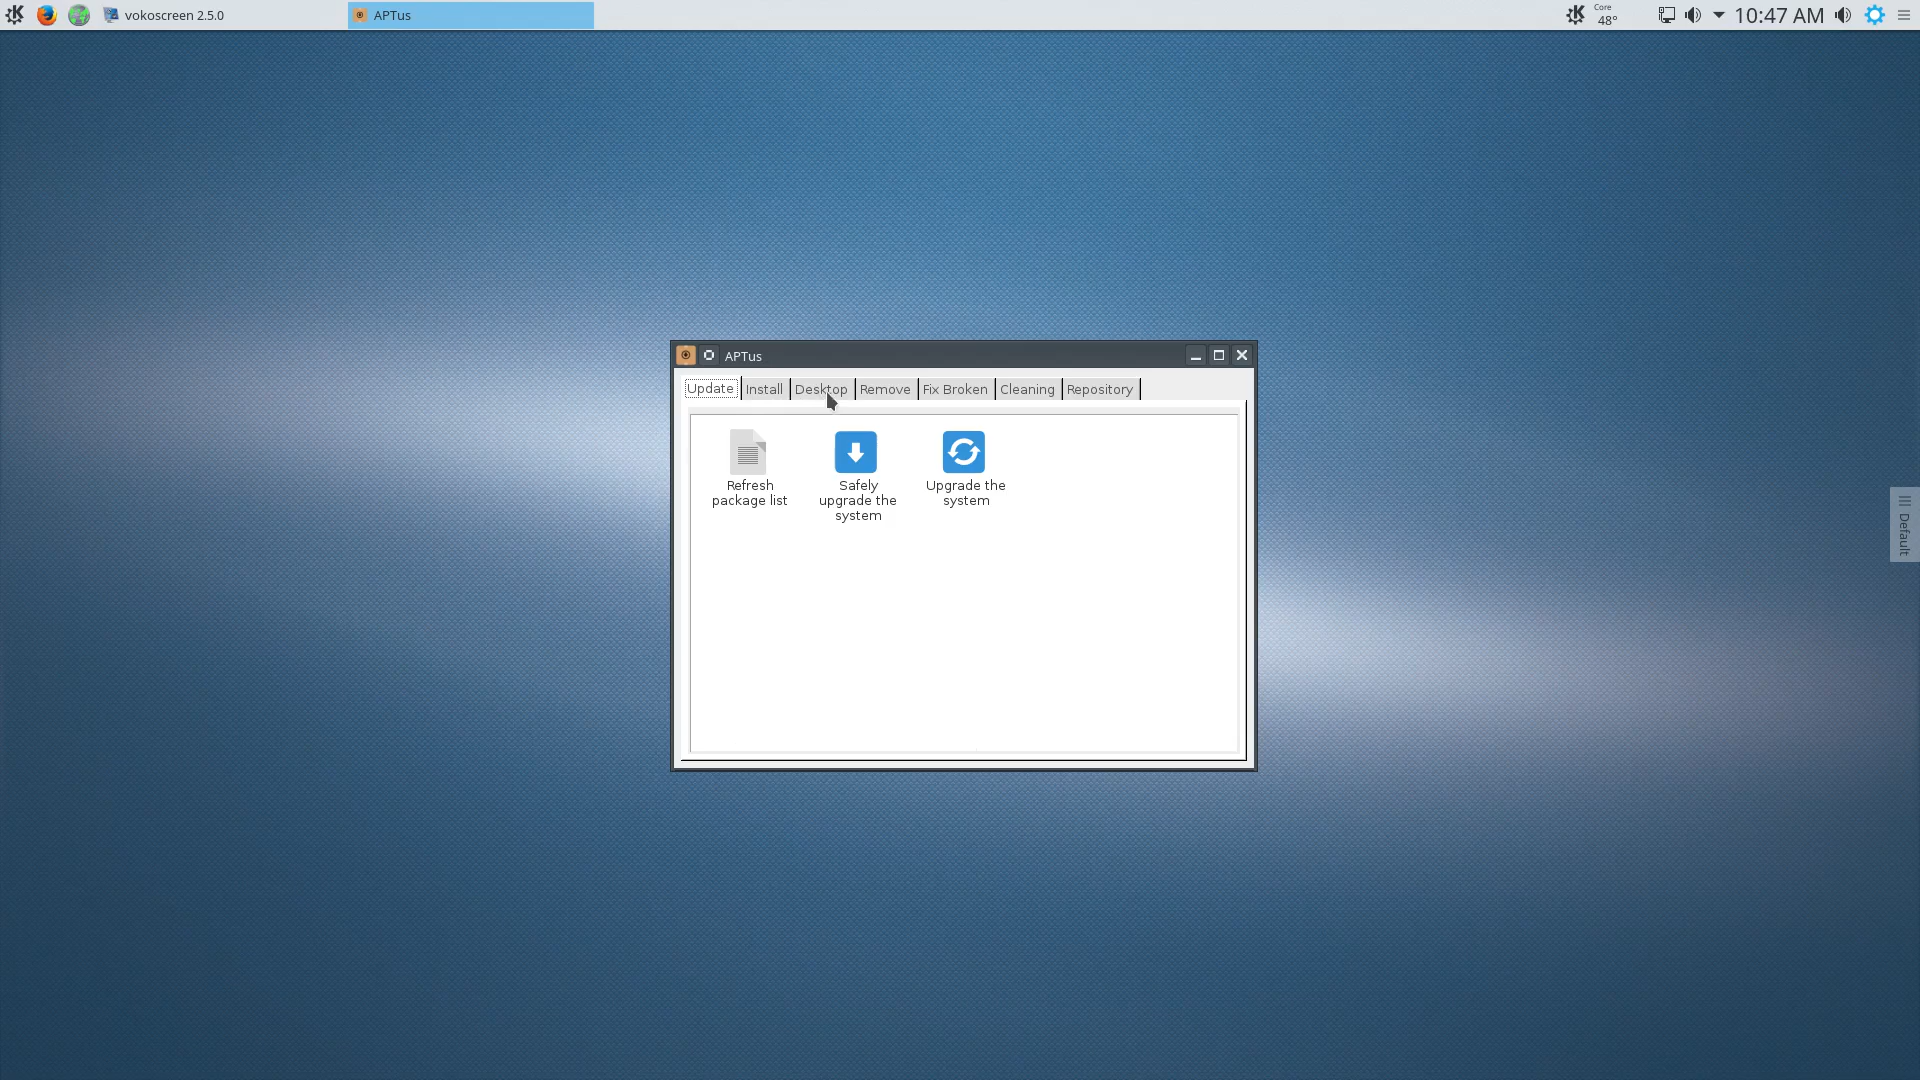 vokoscreen 2.5.0
APTus
Core
48°
10:47 AM
APTus
Update
Install
Desktop
Remove
Fix Broken
Cleaning
Repository
Refresh
package list
Safely
upgrade the
system
Upgrade the
system
Default